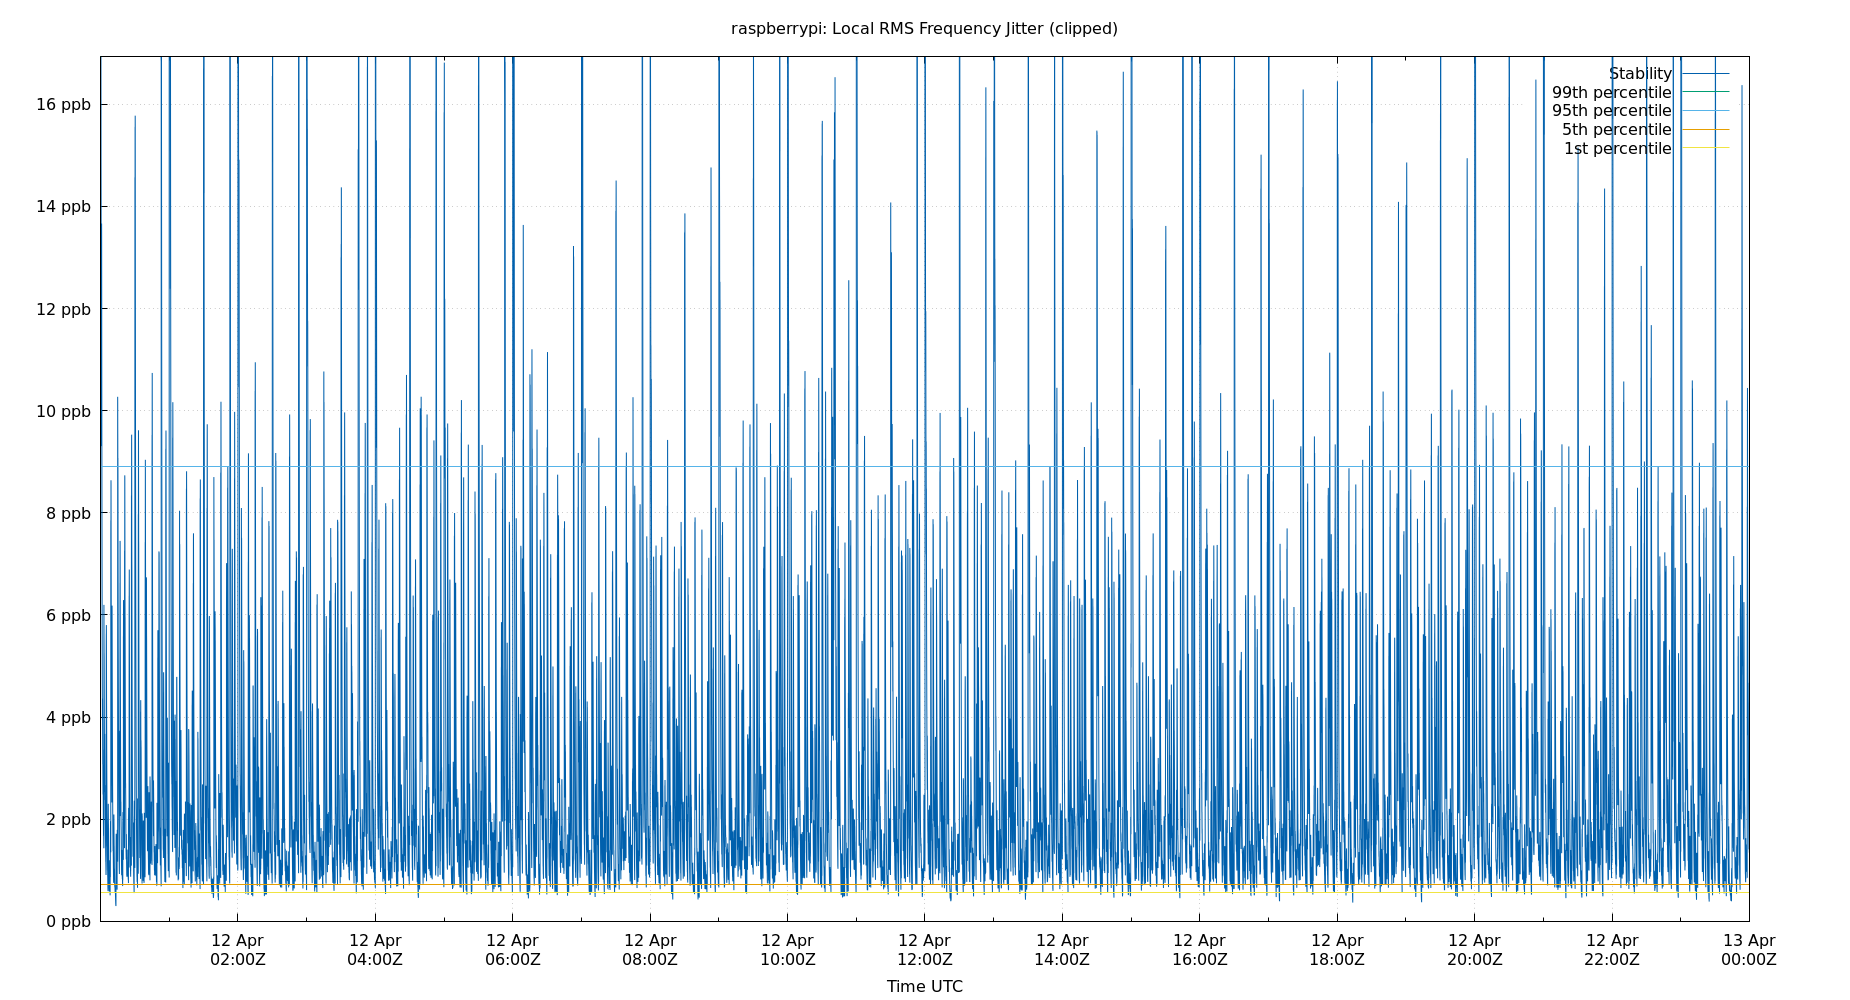 raspberrypi: Local RMS Frequency Jitter (clipped)
Stability
99th percentile
95th percentile
5th percentile
1st percentile
16 ppb
14 ppb
12 ppb
10 ppb
8 ppb
6 ppb
4 ppb
2 ppb
0 ppb
12 Apr 12 Apr 12 Apr 12 Apr 12 Apr 12 Apr 12 Apr 12 Apr 12 Apr 12 Apr 12 Apr 13 Apr
02:00Z 04:00Z 06:00Z 08:00Z 10:00Z 12:00Z 14:00Z 16:00Z 18:00Z 20:00Z 22:00Z 00:00Z
Time UTC